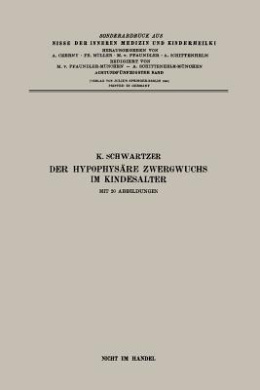 SONDERABDRUCK AUS
NISSE DER INNEREN MEDIZIN UND KINDERHEILKI
HERAUSGEGEBEN VON
A. CZERNY · FR. MÜLLER · M. v. PFAUNDLER · A. SCHITTENHELM
REDIGIERT VON
M. v. PFAUNDLER-MÜNCHEN — A. SCHITTENHELM-MÜNCHEN
ACHTUNDFÜNFZIGSTER BAND
VERLAG VON JULIUS SPRINGER, BERLIN
PRINTED IN GERMANY
K. SCHWARTZER
DER HYPOPHYSÄRE ZWERGWUCHS
IM KINDESALTER
MIT 20 ABBILDUNGEN
NICHT IM HANDEL